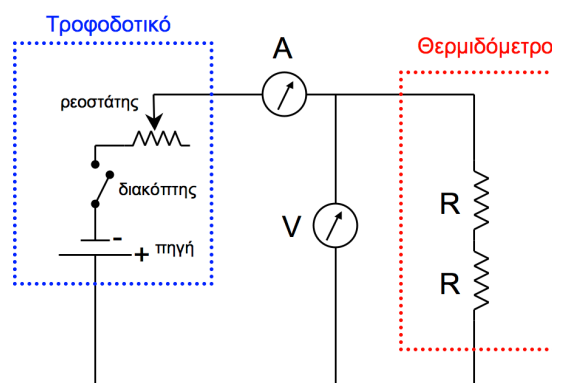 Τροφοδοτικό
A
Θερμιδόμετρο
ρεοστάτης
διακόπτης
R
V
- 
+ πηγή
R